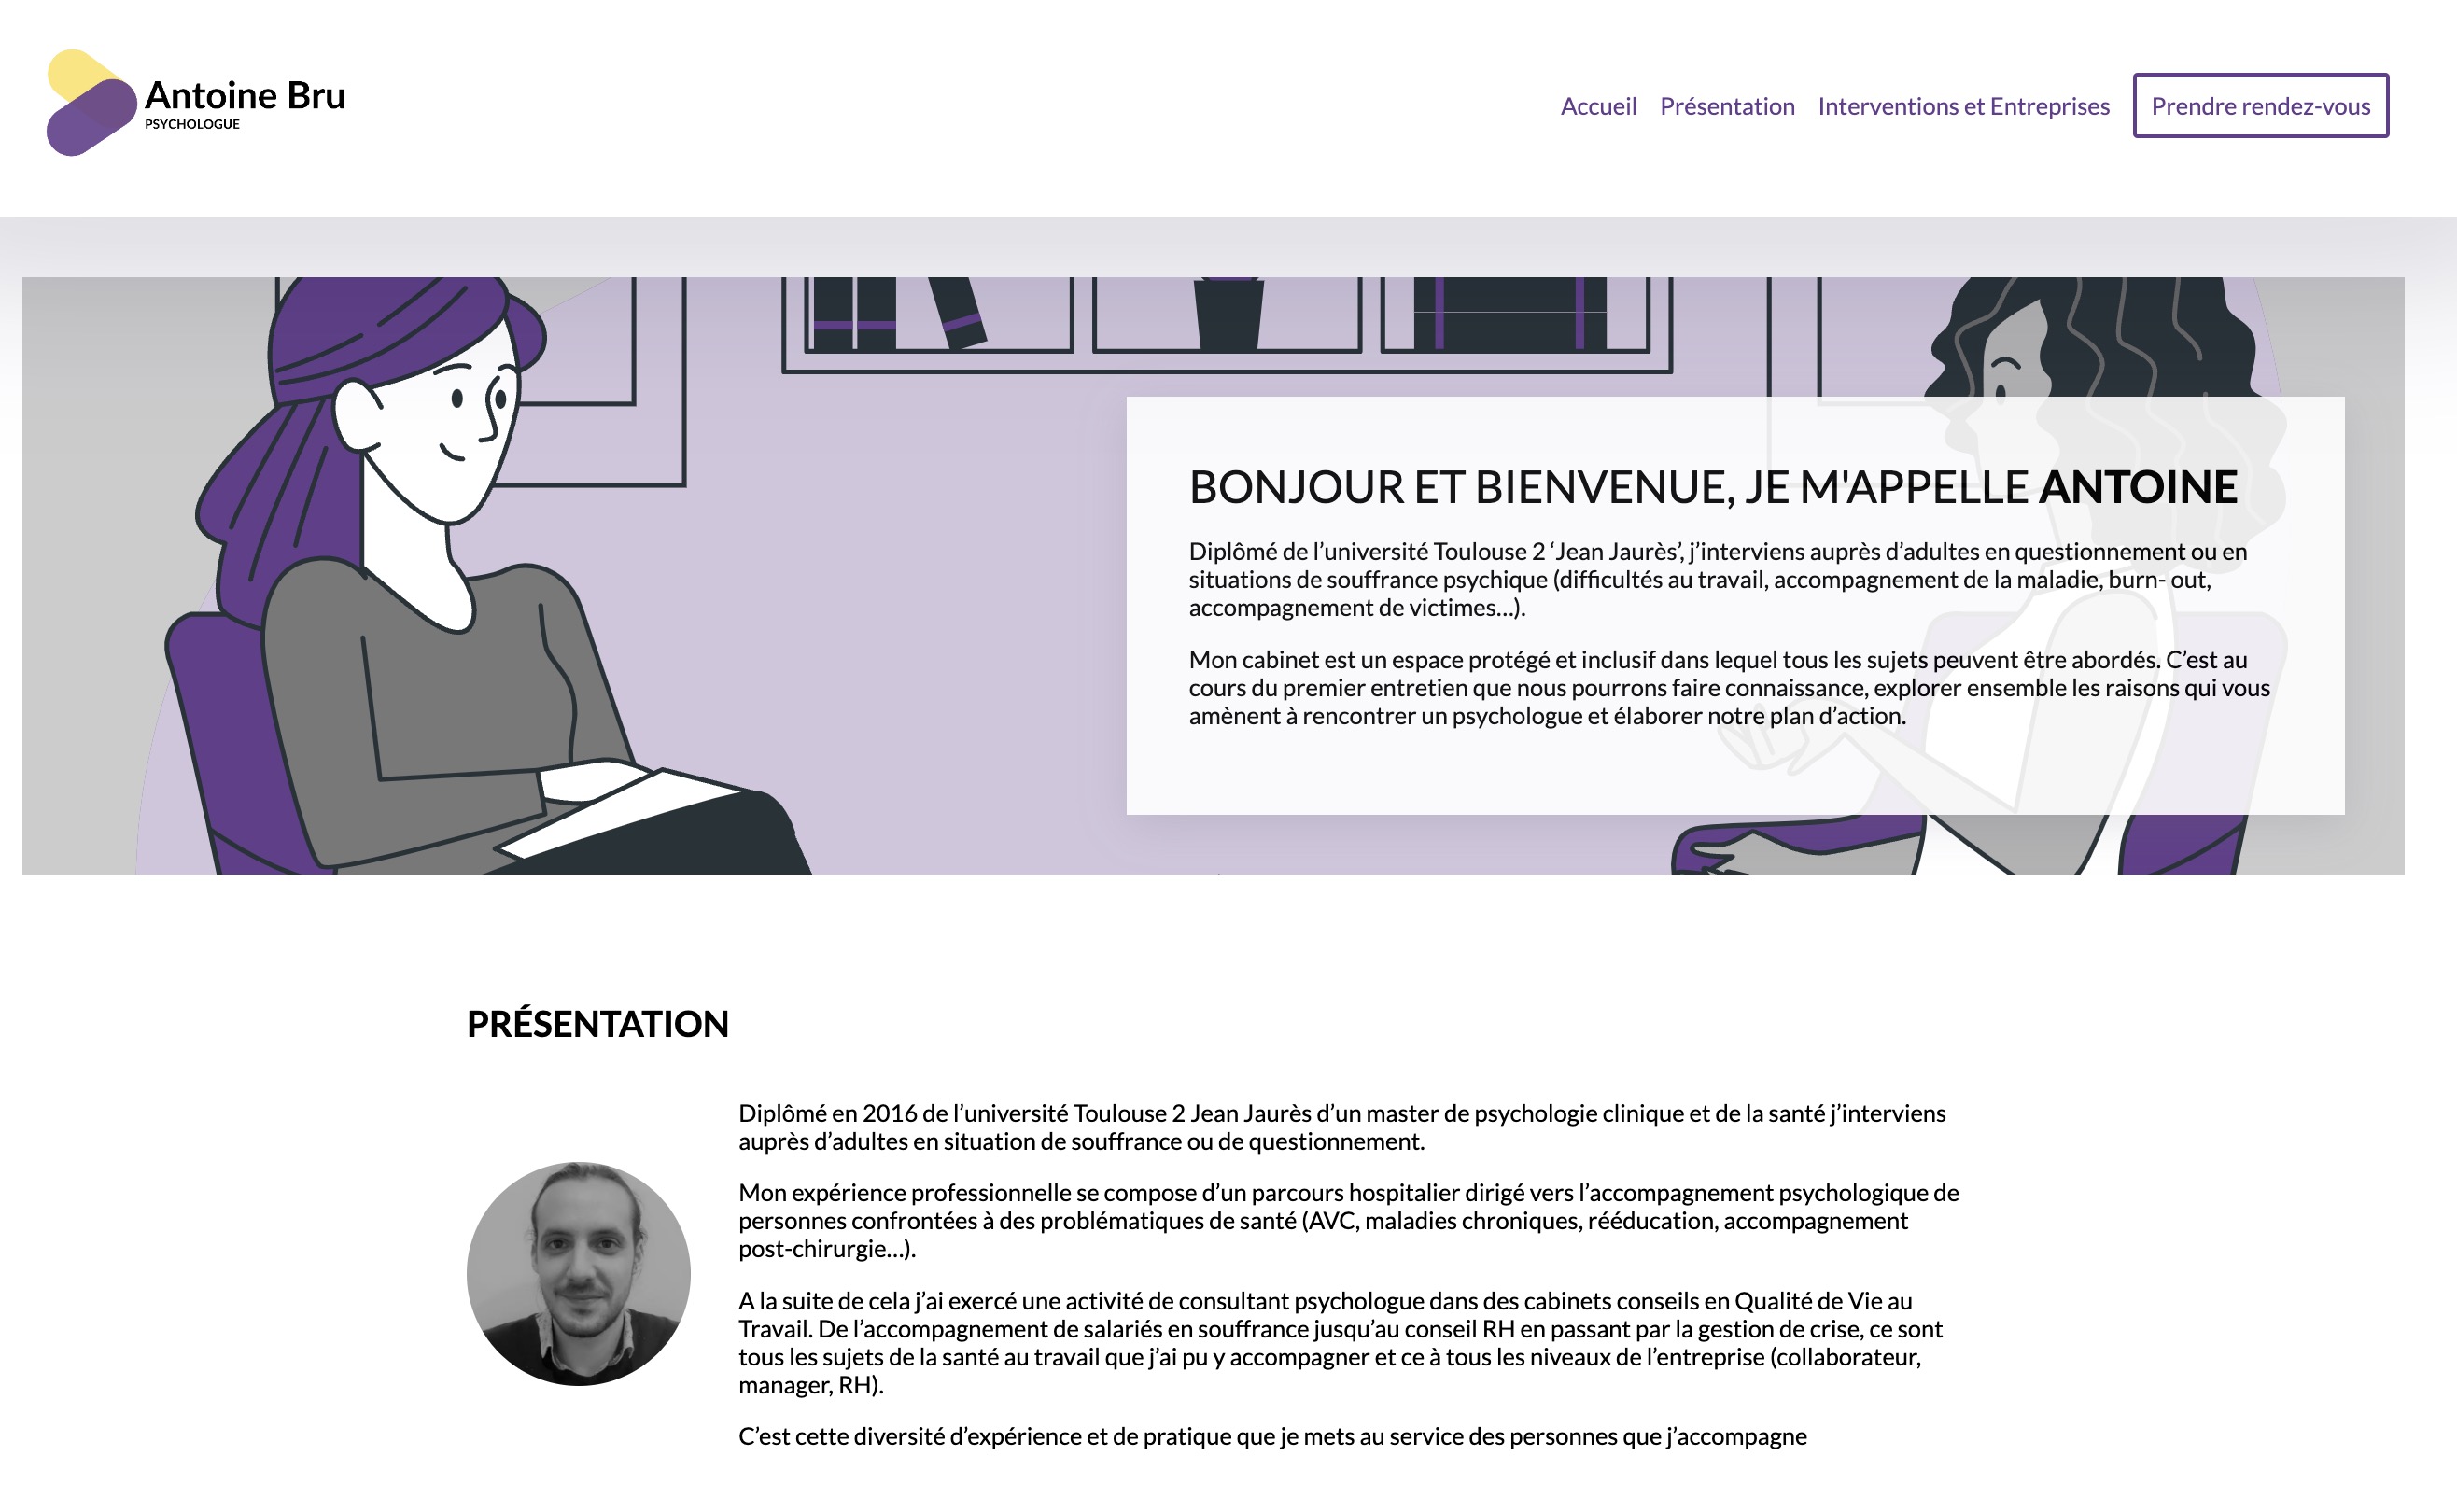 Antoine Bru
PSYCHOLOGUE
Accueil Présentation Interventions et Entreprises Prendre rendez-vous
BONJOUR ET BIENVENUE, JE M'APPELLE ANTOINE
Diplômé de l’université Toulouse 2 ‘Jean Jaurès’, j’interviens auprès d’adultes en questionnement ou en
situations de souffrance psychique (difficultés au travail, accompagnement de la maladie, burn- out,
accompagnement de victimes…).
Mon cabinet est un espace protégé et inclusif dans lequel tous les sujets peuvent être abordés. C’est au
cours du premier entretien que nous pourrons faire connaissance, explorer ensemble les raisons qui vous
amènent à rencontrer un psychologue et élaborer notre plan d’action.
PRÉSENTATION
Diplômé en 2016 de l’université Toulouse 2 Jean Jaurès d’un master de psychologie clinique et de la santé j’interviens
auprès d’adultes en situation de souffrance ou de questionnement.
Mon expérience professionnelle se compose d’un parcours hospitalier dirigé vers l’accompagnement psychologique de
personnes confrontées à des problématiques de santé (AVC, maladies chroniques, rééducation, accompagnement
post-chirurgie…).
A la suite de cela j’ai exercé une activité de consultant psychologue dans des cabinets conseils en Qualité de Vie au
Travail. De l’accompagnement de salariés en souffrance jusqu’au conseil RH en passant par la gestion de crise, ce sont
tous les sujets de la santé au travail que j’ai pu y accompagner et ce à tous les niveaux de l’entreprise (collaborateur,
manager, RH).
C’est cette diversité d’expérience et de pratique que je mets au service des personnes que j’accompagne